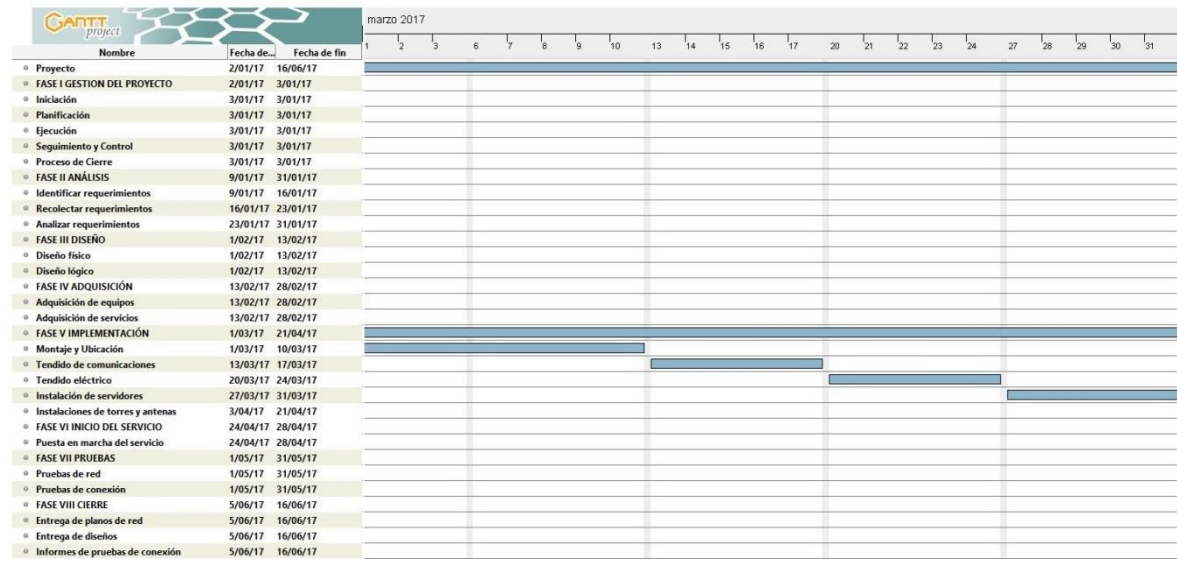 GANTT
project
marzo 2017
1 2 3 6 7 8 9 10 13 14 15 16 17 20 21 22 23 24 27 28 29 30 31
Nombre Fecha de... Fecha de fin
Proyecto 2/01/17 16/06/17
FASE I GESTION DEL PROYECTO 2/01/17 3/01/17
Iniciación 3/01/17 3/01/17
Planificación 3/01/17 3/01/17
Ejecución 3/01/17 3/01/17
Seguimiento y Control 3/01/17 3/01/17
Proceso de Cierre 3/01/17 3/01/17
FASE II ANÁLISIS 9/01/17 31/01/17
Identificar requerimientos 9/01/17 16/01/17
Recolectar requerimientos 16/01/17 23/01/17
Analizar requerimientos 23/01/17 31/01/17
FASE III DISEÑO 1/02/17 13/02/17
Diseño físico 1/02/17 13/02/17
Diseño lógico 1/02/17 13/02/17
FASE IV ADQUISICIÓN 13/02/17 28/02/17
Adquisición de equipos 13/02/17 28/02/17
Adquisición de servicios 13/02/17 28/02/17
FASE V IMPLEMENTACIÓN 1/03/17 21/04/17
Montaje y Ubicación 1/03/17 10/03/17
Tendido de comunicaciones 13/03/17 17/03/17
Tendido eléctrico 20/03/17 24/03/17
Instalación de servidores 27/03/17 31/03/17
Instalaciones de torres y antenas 3/04/17 21/04/17
FASE VI INICIO DEL SERVICIO 24/04/17 28/04/17
Puesta en marcha del servicio 24/04/17 28/04/17
FASE VII PRUEBAS 1/05/17 31/05/17
Pruebas de red 1/05/17 31/05/17
Pruebas de conexión 1/05/17 31/05/17
FASE VIII CIERRE 5/06/17 16/06/17
Entrega de planos de red 5/06/17 16/06/17
Entrega de diseños 5/06/17 16/06/17
Informes de pruebas de conexión 5/06/17 16/06/17